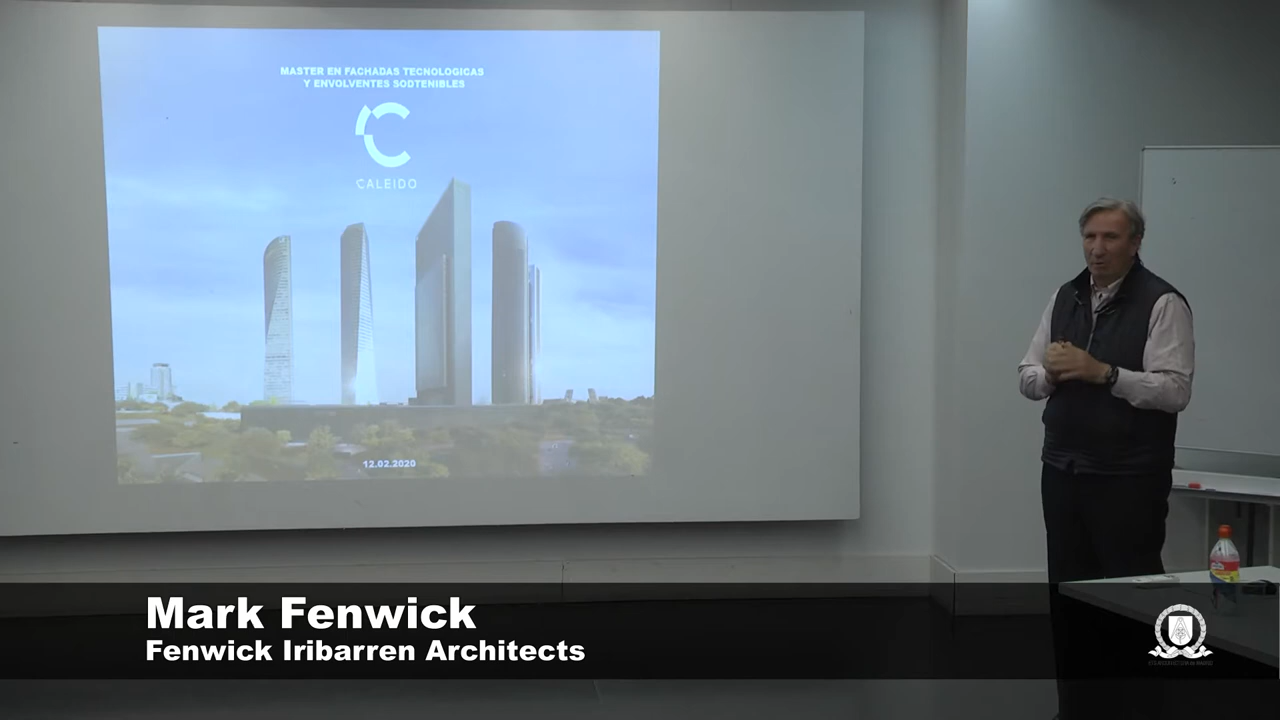 MASTER EN FACHADAS TECNOLOGICAS
Y ENVOLVENTES SODTENIBLES
CALEIDO
12.02.2020
Mark Fenwick
Fenwick Iribarren Architects